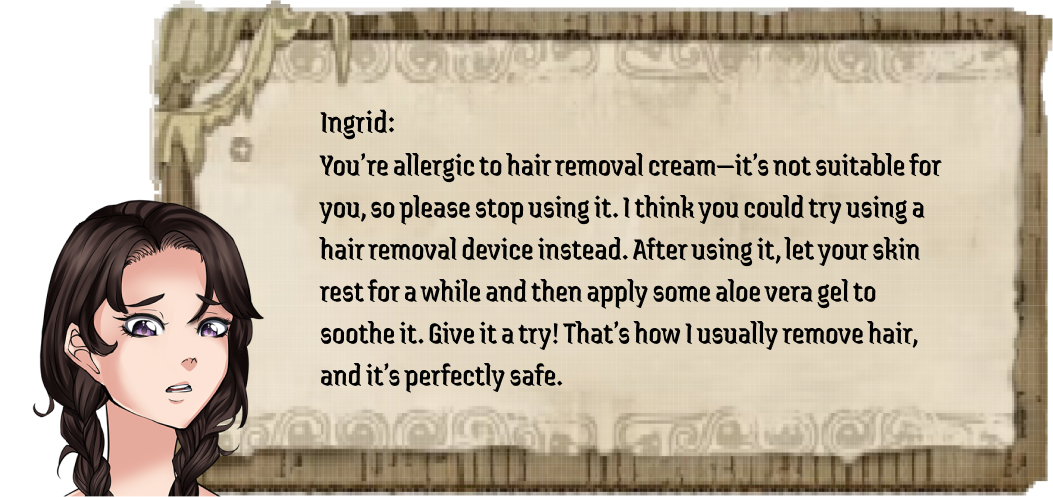 Ingrid:
You're allergic to hair removal cream—it's not suitable for
you, so please stop using it. I think you could try using a
hair removal device instead. After using it, let your skin
rest for a while and then apply some aloe vera gel to
soothe it. Give it a try! That's how I usually remove hair,
and it's perfectly safe.